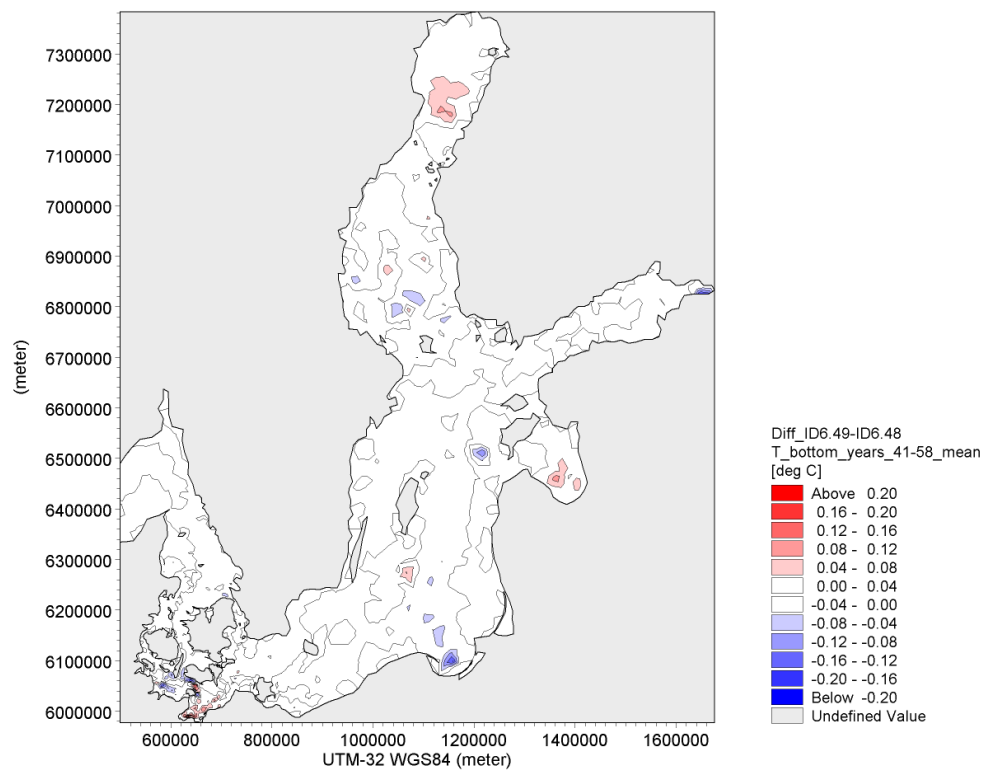 7300000
7200000
7100000
7000000
6900000
6800000
6700000
6600000
6500000
6400000
6300000
6200000
6100000
6000000
(meter)
600000 800000 1000000 1200000 1400000 1600000
UTM-32 WGS84 (meter)
Diff_ID6.49-ID6.48
T_bottom_years_41-58_mean
[deg C]
Above 0.20
0.16 - 0.20
0.12 - 0.16
0.08 - 0.12
0.04 - 0.08
0.00 - 0.04
-0.04 - 0.00
-0.08 - -0.04
-0.12 - -0.08
-0.16 - -0.12
-0.20 - -0.16
Below -0.20
Undefined Value